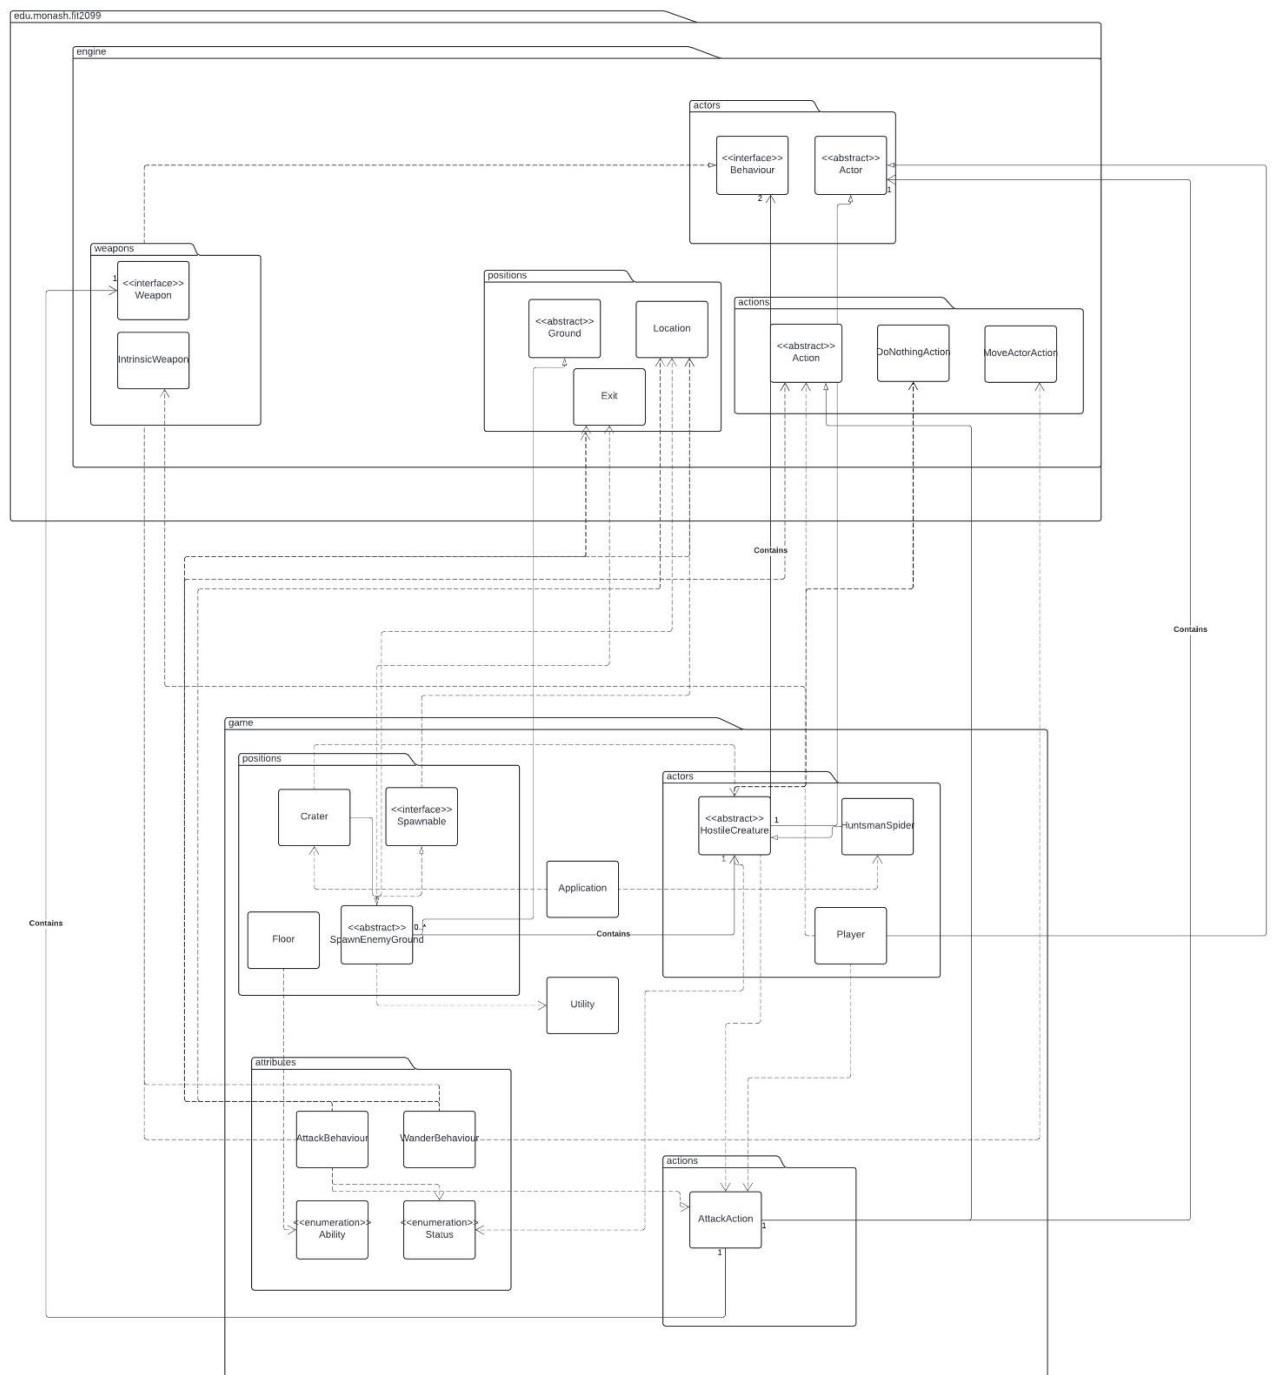 edu.monash.fit2099
engine
actors
<<interface>>
Behaviour
<<abstract>>
Actor
2
1
weapons
1
<<interface>>
Weapon
IntrinsicWeapon
positions
<<abstract>>
Ground
Location
Exit
actions
<<abstract>>
Action
DoNothingAction
MoveActorAction
Contains
Contains
game
positions
Crater
<<interface>>
Spawnable
actors
<<abstract>>
HostileCreature
1
HuntsmanSpider
1
Application
Contains
Floor
<<abstract>>
SpawnEnemyGround
0..*
Contains
Player
Utility
attributes
AttackBehaviour
WanderBehaviour
<<enumeration>>
Ability
<<enumeration>>
Status
actions
AttackAction
1
1